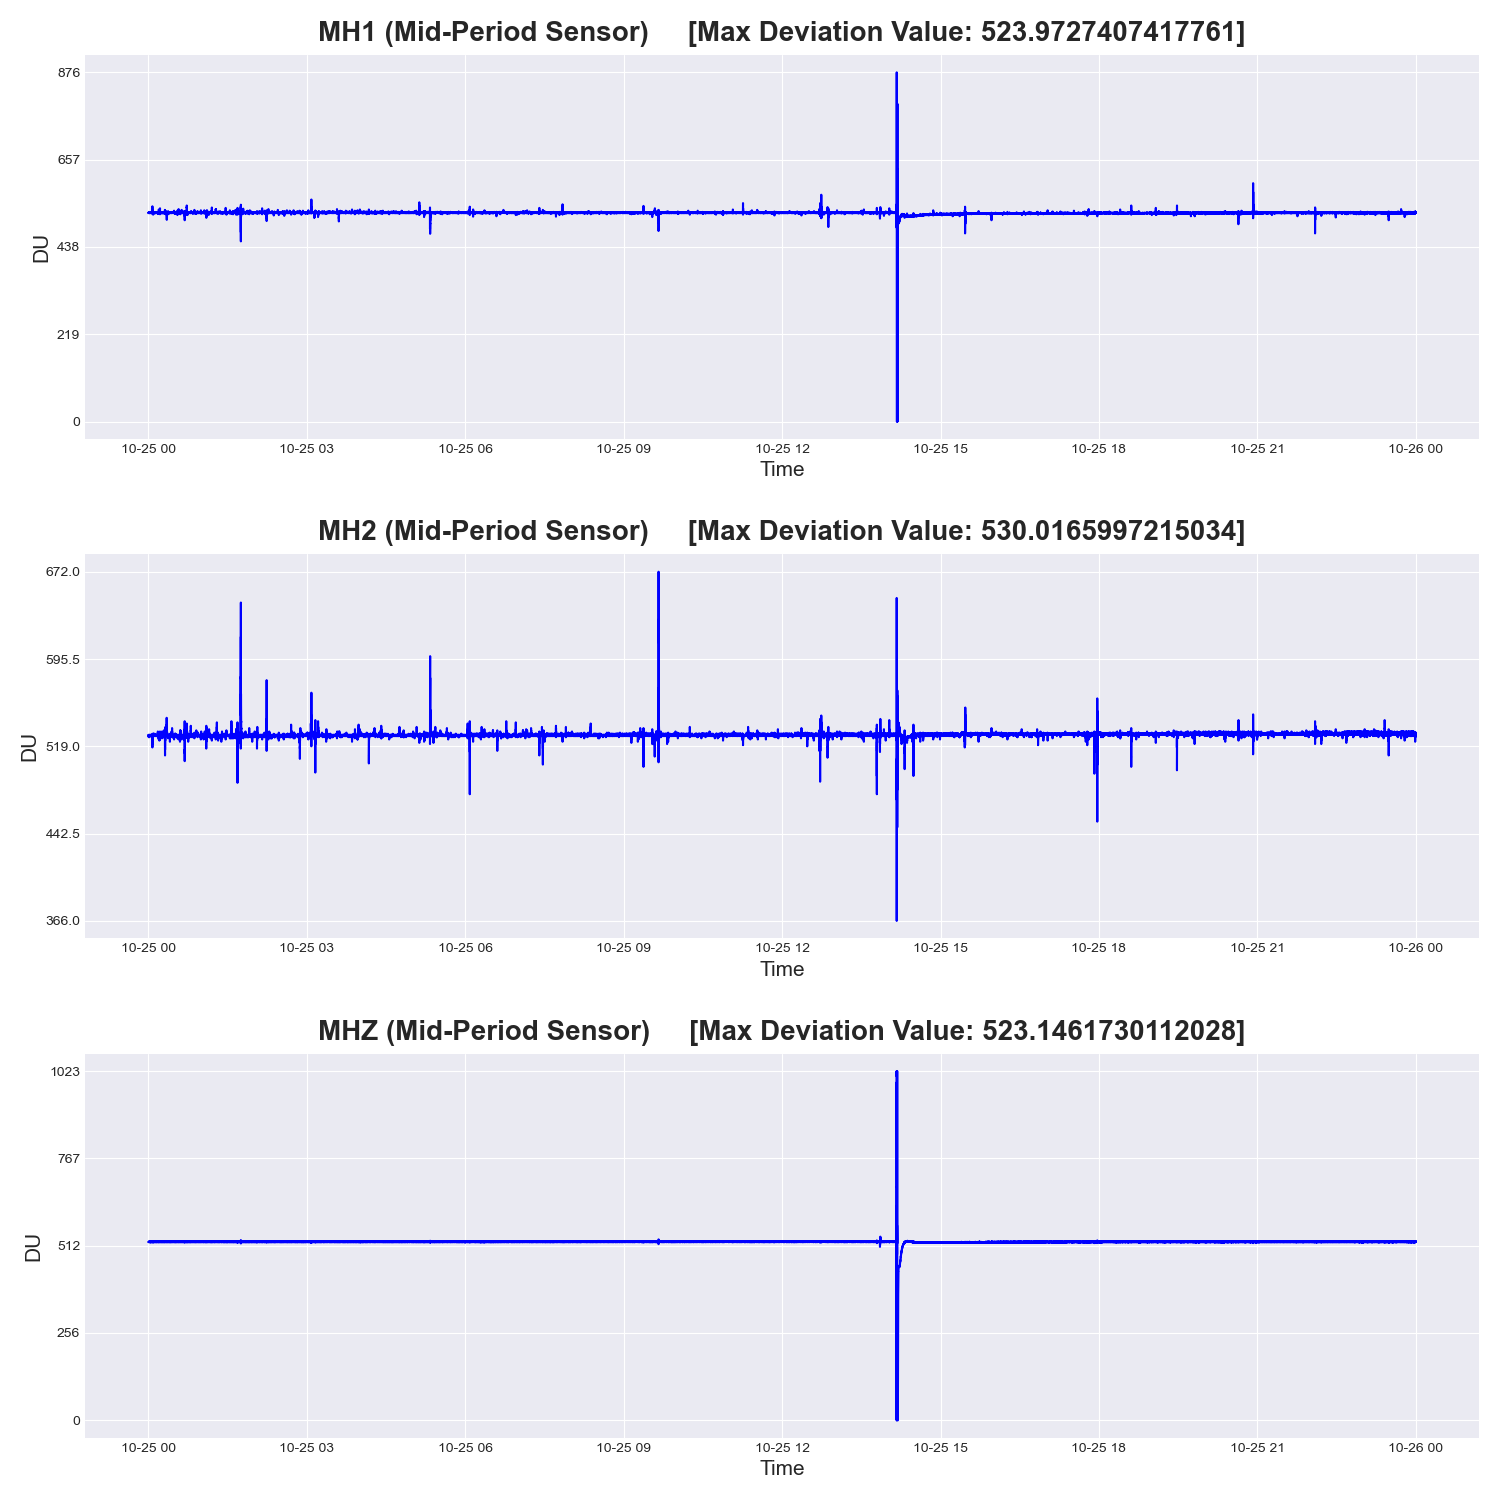 MH1 (Mid-Period Sensor) [Max Deviation Value: 523.9727407417761]
876
657
438
219
0
DU
10-25 00 10-25 03 10-25 06 10-25 09 10-25 12 10-25 15 10-25 18 10-25 21 10-26 00
Time
MH2 (Mid-Period Sensor) [Max Deviation Value: 530.0165997215034]
672.0
595.5
519.0
442.5
366.0
DU
10-25 00 10-25 03 10-25 06 10-25 09 10-25 12 10-25 15 10-25 18 10-25 21 10-26 00
Time
MHZ (Mid-Period Sensor) [Max Deviation Value: 523.1461730112028]
1023
767
512
256
0
DU
10-25 00 10-25 03 10-25 06 10-25 09 10-25 12 10-25 15 10-25 18 10-25 21 10-26 00
Time